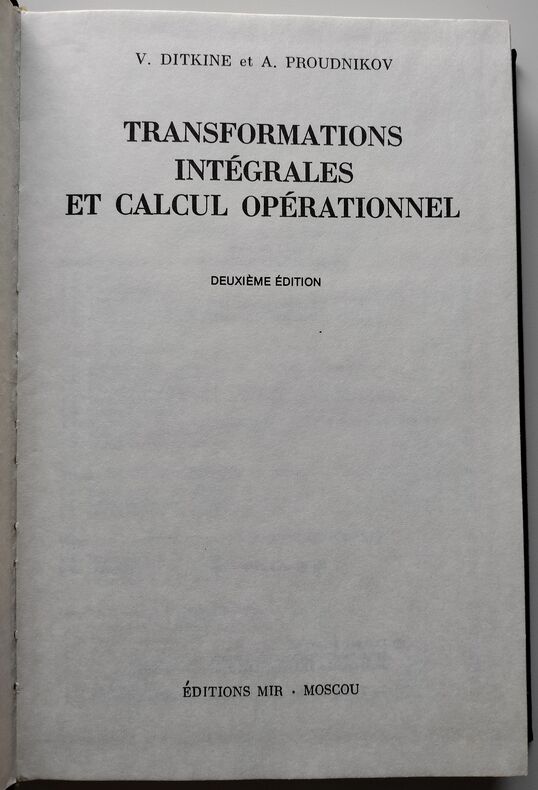 V. DITKINE et A. PROUDNIKOV
TRANSFORMATIONS
INTÉGRALES
ET CALCUL OPÉRATIONNEL
DEUXIÈME ÉDITION
ÉDITIONS MIR · MOSCOU